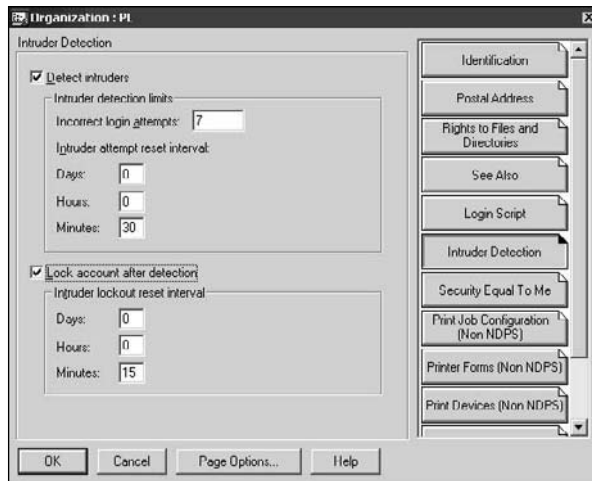 Organization : PL
Intruder Detection
Detect intruders
Intruder detection limits
Incorrect login attempts: 7
Intruder attempt reset interval:
Days: 0
Hours: 0
Minutes: 30
Lock account after detection
Intruder lockout reset interval
Days: 0
Hours: 0
Minutes: 15
Identification
Postal Address
Rights to Files and
Directories
See Also
Login Script
Intruder Detection
Security Equal To Me
Print Job Configuration
(Non NDPS)
Printer Forms (Non NDPS)
Print Devices (Non NDPS)
OK Cancel Page Options... Help